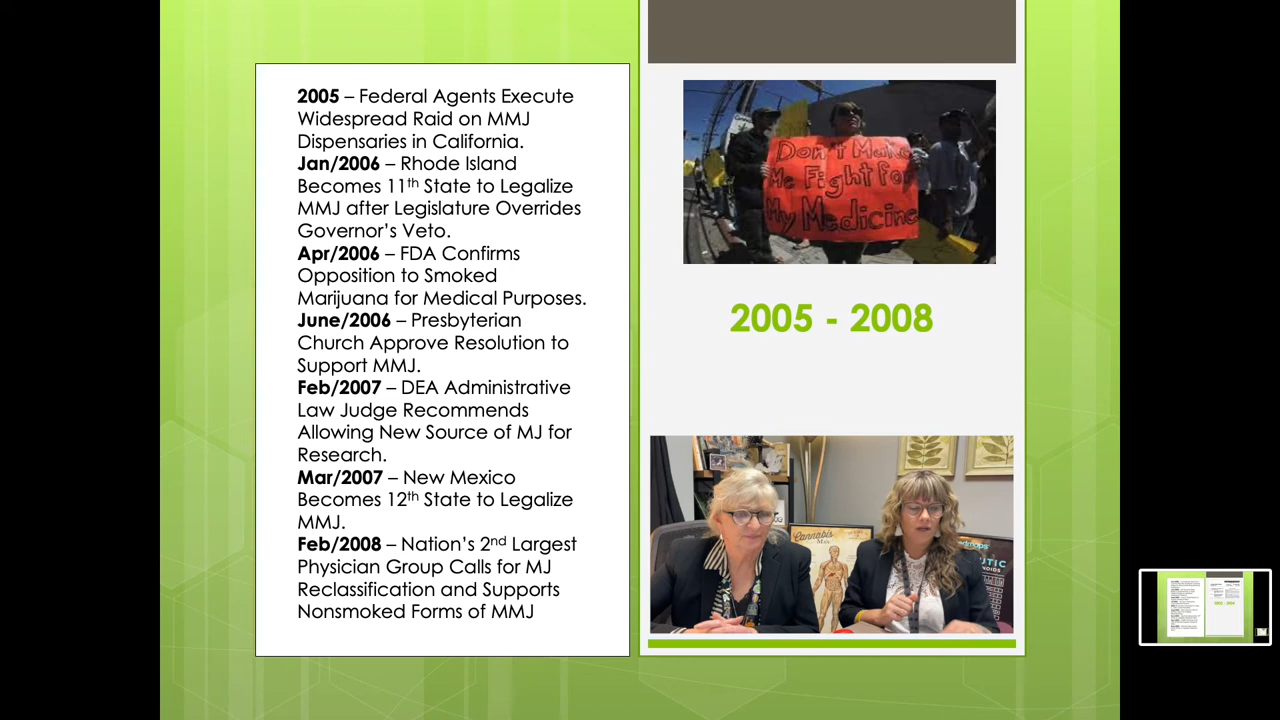 2005 – Federal Agents Execute
Widespread Raid on MMJ
Dispensaries in California.
Jan/2006 – Rhode Island
Becomes 11th State to Legalize
MMJ after Legislature Overrides
Governor's Veto.
Apr/2006 – FDA Confirms
Opposition to Smoked
Marijuana for Medical Purposes.
June/2006 – Presbyterian
Church Approve Resolution to
Support MMJ.
Feb/2007 – DEA Administrative
Law Judge Recommends
Allowing New Source of MJ for
Research.
Mar/2007 – New Mexico
Becomes 12th State to Legalize
MMJ.
Feb/2008 – Nation's 2nd Largest
Physician Group Calls for MJ
Reclassification and Supports
Nonsmoked Forms of MMJ
Don't Make
Me Fight for
My Medicine
2005 - 2008
Cannabis
MAN